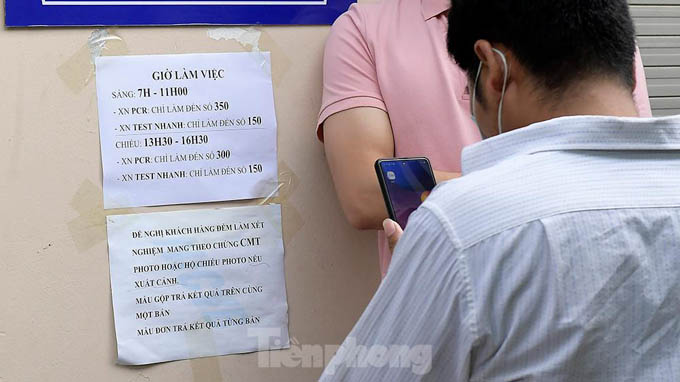 GIỜ LÀM VIỆC
SÁNG: 7H - 11H00
- XN PCR: CHỈ LÀM ĐẾN SỐ 350
- XN TEST NHANH: CHỈ LÀM ĐẾN SỐ 150
CHIỀU: 13H30 - 16H30
- XN PCR: CHỈ LÀM ĐẾN SỐ 300
- XN TEST NHANH: CHỈ LÀM ĐẾN SỐ 150
ĐỀ NGHỊ KHÁCH HÀNG ĐẾM LÀM XÉT
NGHIỆM MANG THEO CHỨNG CMT
PHOTO HOẶC HỘ CHIẾU PHOTO NẾU
XUẤT CẢNH.
MẪU GỘP TRẢ KẾT QUẢ TRÊN CÙNG
MỘT BẢN
MẪU ĐƠN TRẢ KẾT QUẢ TỪNG BẢN
Tiền phong